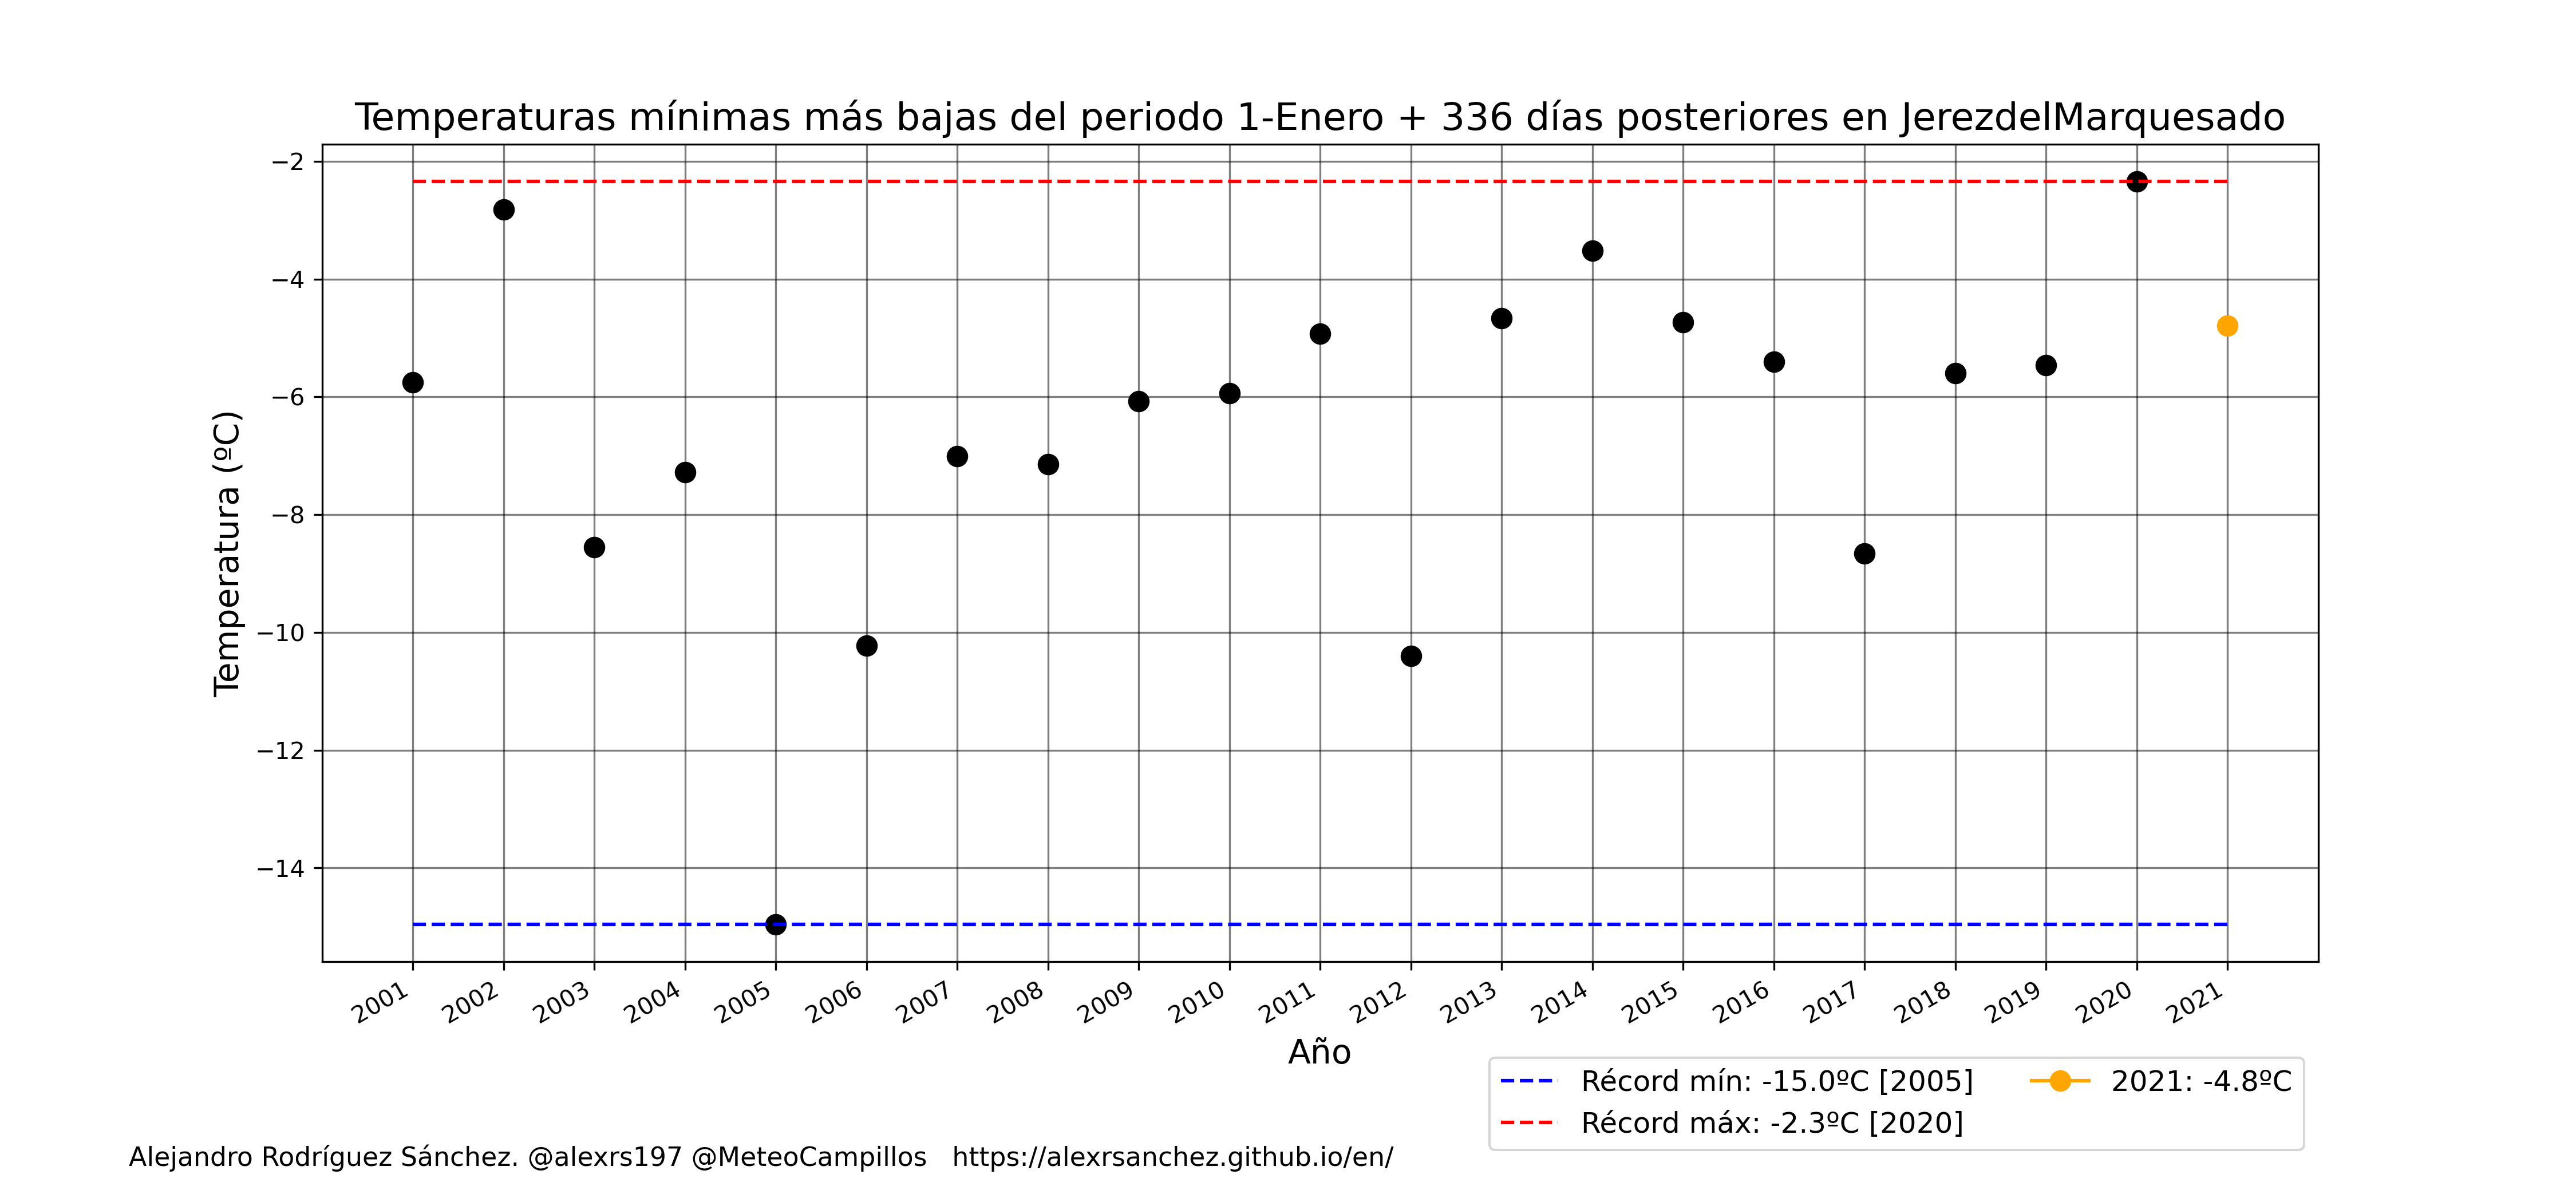 Temperaturas mínimas más bajas del periodo 1-Enero + 336 días posteriores en JerezdelMarquesado
Temperatura (ºC)
−2
−4
−6
−8
−10
−12
−14
2001 2002 2003 2004 2005 2006 2007 2008 2009 2010 2011 2012 2013 2014 2015 2016 2017 2018 2019 2020 2021
Año
Récord mín: -15.0ºC [2005]
Récord máx: -2.3ºC [2020]
2021: -4.8ºC
Alejandro Rodríguez Sánchez. @alexrs197 @MeteoCampillos https://alexrsanchez.github.io/en/